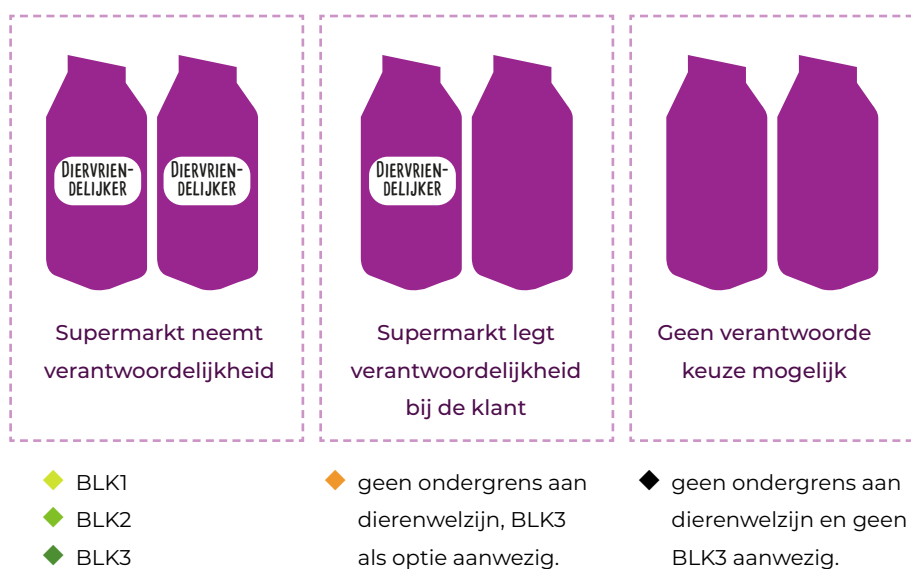 DIERVRIEN-
DELIJKER
DIERVRIEN-
DELIJKER
Supermarkt neemt
verantwoordelijkheid
DIERVRIEN-
DELIJKER
Supermarkt legt
verantwoordelijkheid
bij de klant
Geen verantwoorde
keuze mogelijk
BLK1
BLK2
BLK3
geen ondergrens aan
dierenwelzijn, BLK3
als optie aanwezig.
geen ondergrens aan
dierenwelzijn en geen
BLK3 aanwezig.